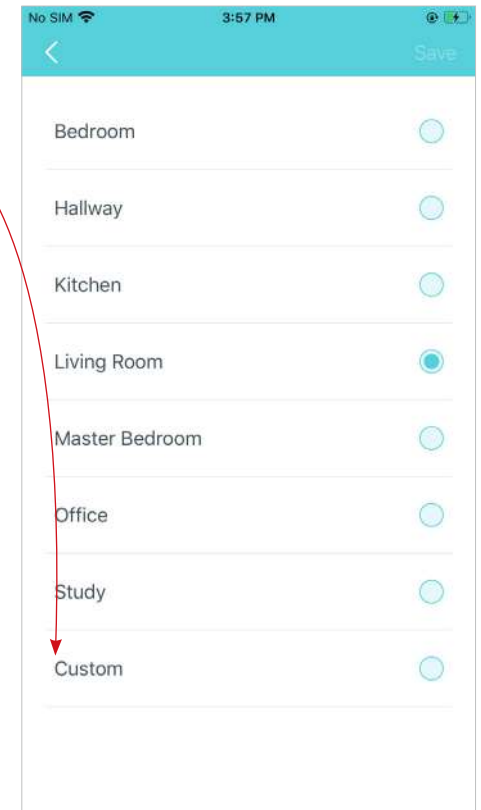 No SIM 3:57 PM
Save
Bedroom
Hallway
Kitchen
Living Room
Master Bedroom
Office
Study
Custom